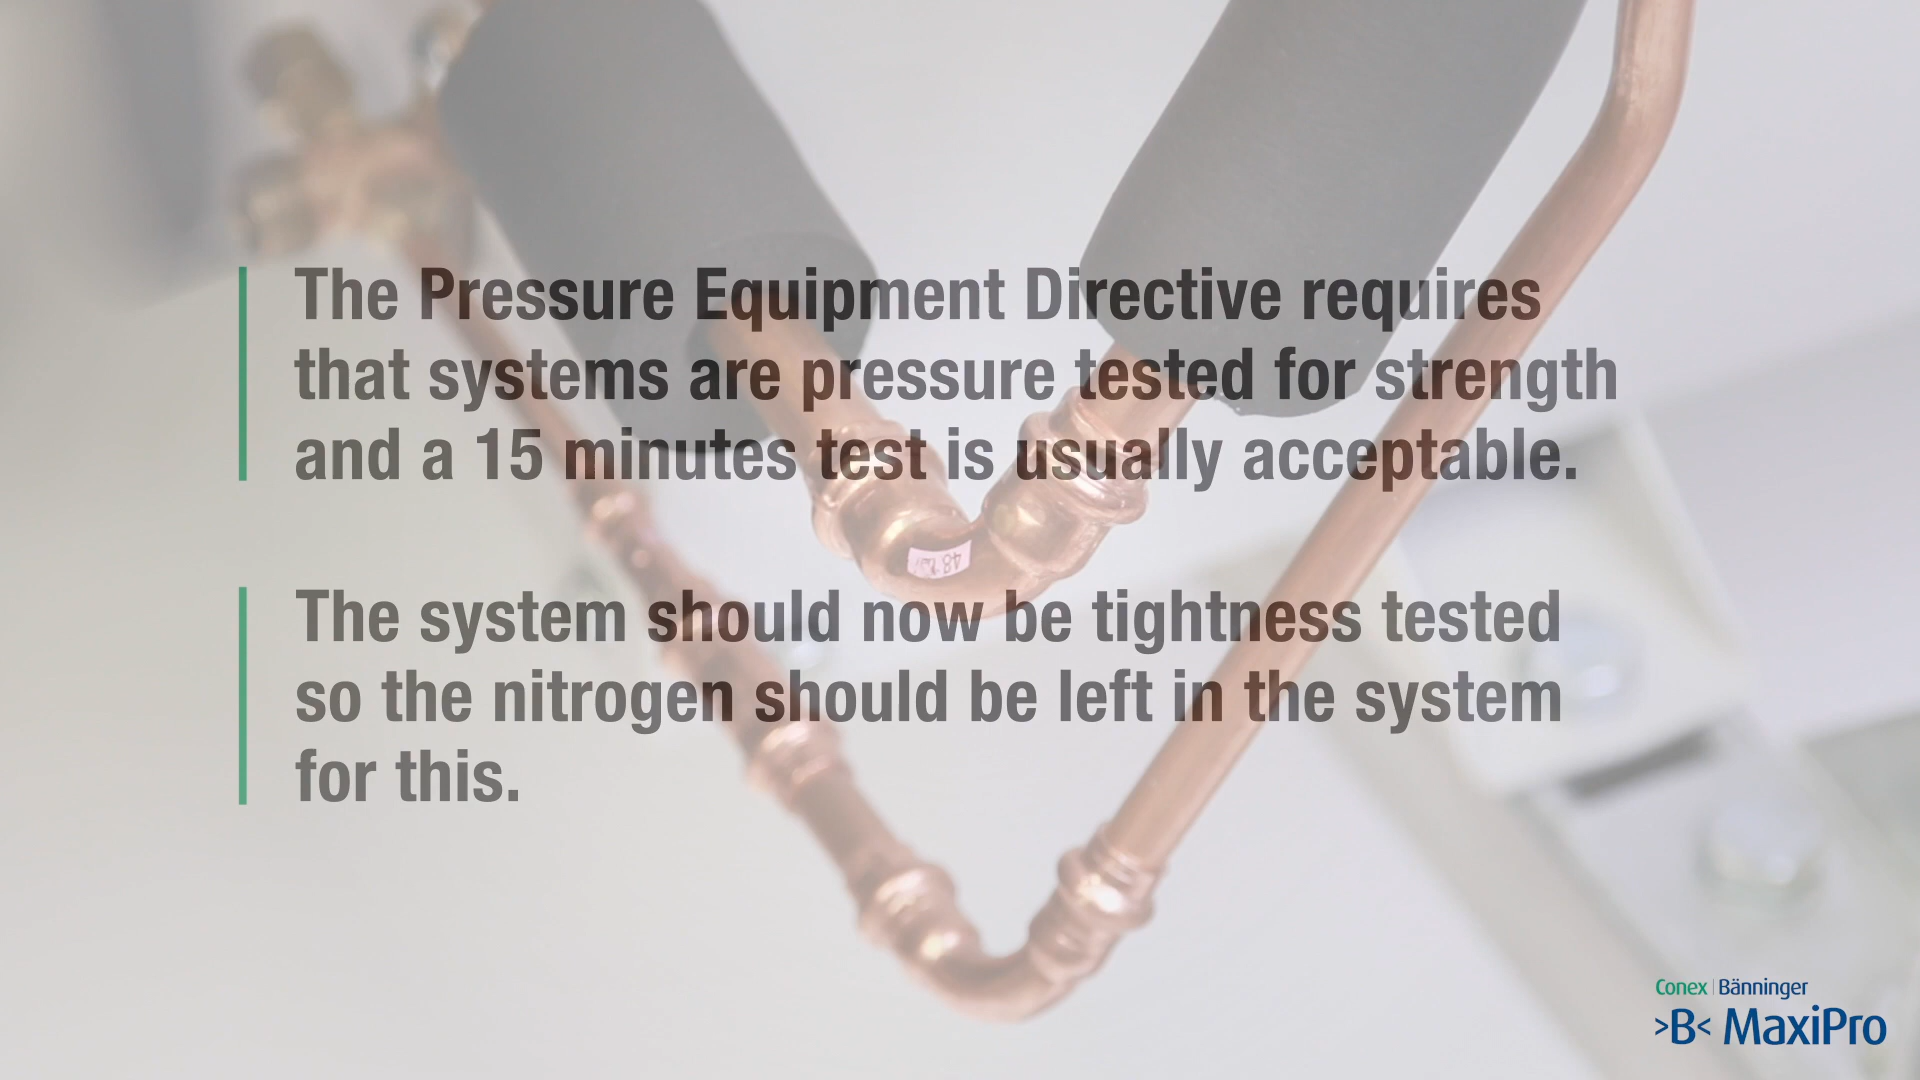 The Pressure Equipment Directive requires
that systems are pressure tested for strength
and a 15 minutes test is usually acceptable.
The system should now be tightness tested
so the nitrogen should be left in the system
for this.
Conex | Bänninger
>B< MaxiPro